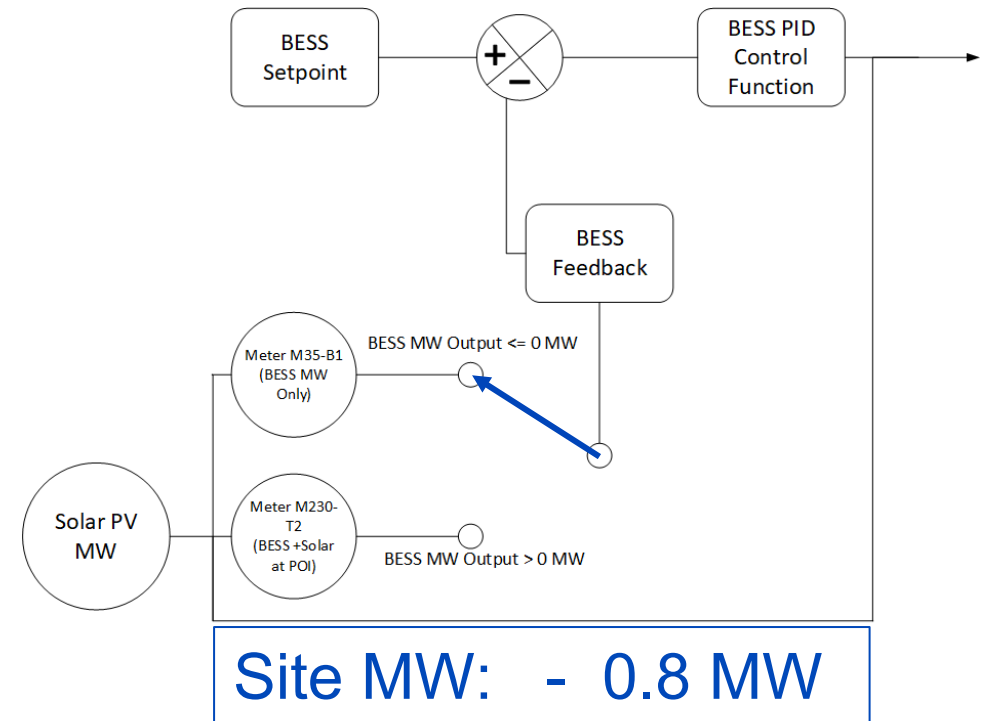 BESS
Setpoint
+
−
BESS PID
Control
Function
BESS
Feedback
Meter M35-B1
(BESS MW
Only)
BESS MW Output <= 0 MW
Solar PV
MW
Meter M230-
T2
(BESS +Solar
at POI)
BESS MW Output > 0 MW
Site MW: - 0.8 MW